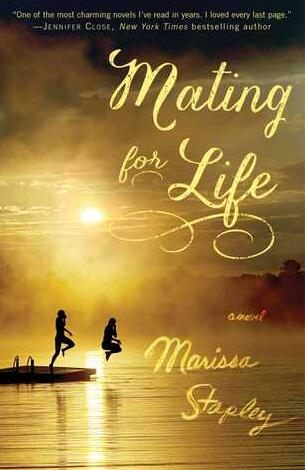 "One of the most charming novels I've read in years. I loved every last page."
—JENNIFER CLOSE, New York Times bestselling author
Mating
for Life
a novel
Marissa
Stapley